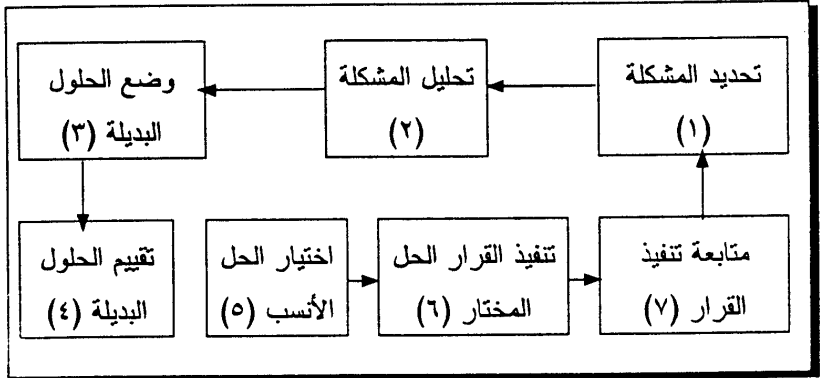 تحديد المشكلة
(١)
تحليل المشكلة
(٢)
وضع الحلول
البديلة (٣)
تقييم الحلول
البديلة (٤)
اختيار الحل
الأنسب (٥)
تنفيذ القرار الحل
المختار (٦)
متابعة تنفيذ
القرار (٧)